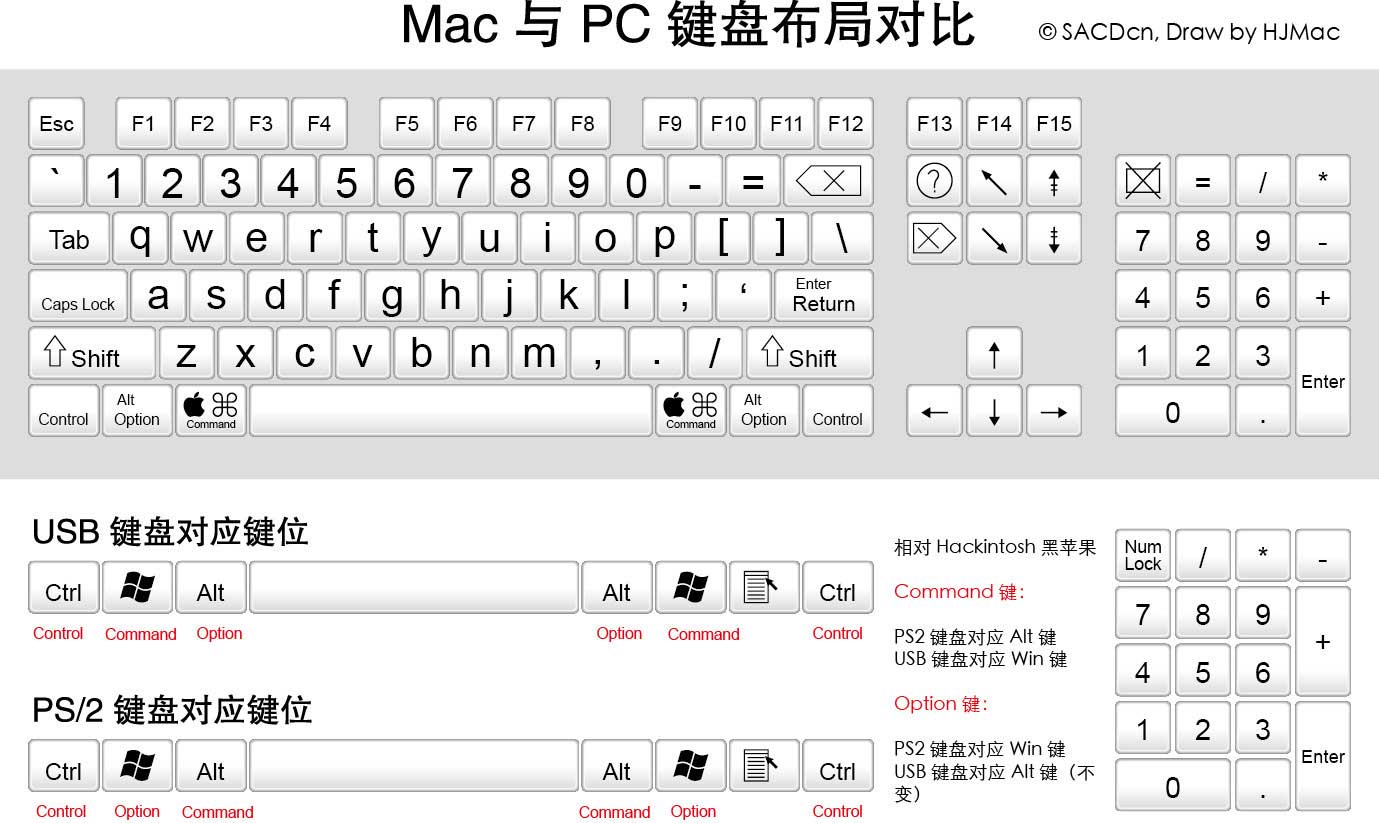 Mac 与 PC 键盘布局对比
© SACDcn, Draw by HJMac
Esc F1 F2 F3 F4 F5 F6 F7 F8 F9 F10 F11 F12 F13 F14 F15
` 1 2 3 4 5 6 7 8 9 0 - = ? = / *
Tab q w e r t y u i o p [ ] \ 7 8 9 -
Caps Lock a s d f g h j k l ; ‘ Enter Return 4 5 6 +
Shift z x c v b n m , . / Shift 1 2 3 Enter
Control Alt Option Command Command Alt Option Control 0 .
USB 键盘对应键位
Ctrl Alt Alt Ctrl
Control Command Option Option Command Control
PS/2 键盘对应键位
Ctrl Alt Alt Ctrl
Control Option Command Command Option Control
相对 Hackintosh 黑苹果
Command 键:
PS2 键盘对应 Alt 键
USB 键盘对应 Win 键
Option 键:
PS2 键盘对应 Win 键
USB 键盘对应 Alt 键（不
变）
Num Lock / * -
7 8 9 +
4 5 6
1 2 3 Enter
0 .